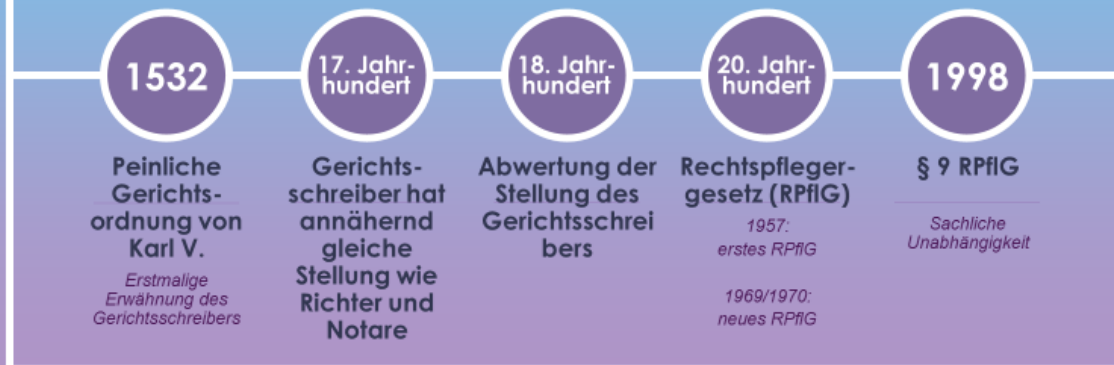 1532
Peinliche
Gerichts-
ordnung von
Karl V.
Erstmalige
Erwähnung des
Gerichtsschreibers
17. Jahr-
hundert
Gerichts-
schreiber hat
annähernd
gleiche
Stellung wie
Richter und
Notare
18. Jahr-
hundert
Abwertung der
Stellung des
Gerichtsschrei
bers
20. Jahr-
hundert
Rechtspfleger-
gesetz (RPflG)
1957:
erstes RPflG
1969/1970:
neues RPflG
1998
§ 9 RPflG
Sachliche
Unabhängigkeit